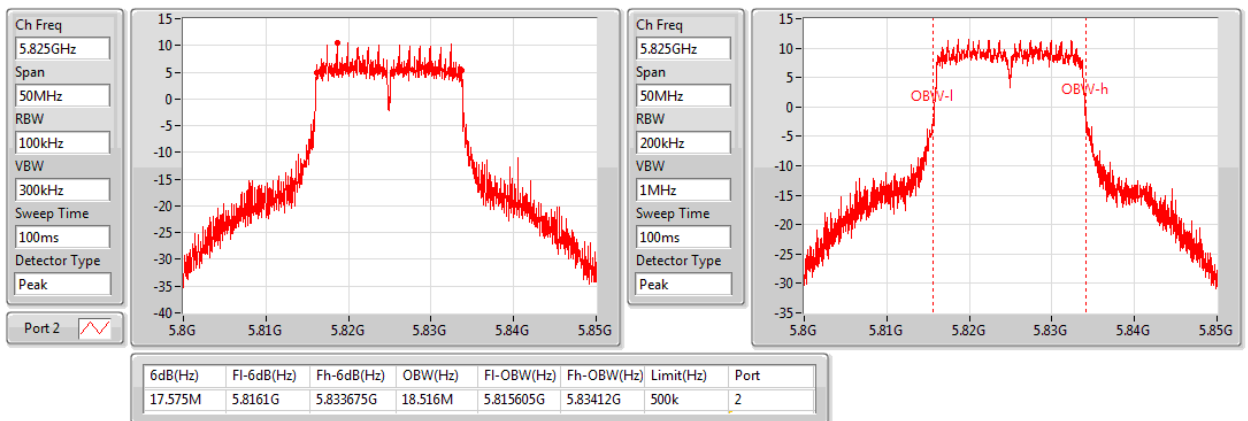 Ch Freq
5.825GHz
Span
50MHz
RBW
100kHz
VBW
300kHz
Sweep Time
100ms
Detector Type
Peak
Port 2
15
10
5
0
-5
-10
-15
-20
-25
-30
-35
-40
5.8G 5.81G 5.82G 5.83G 5.84G 5.85G
Ch Freq
5.825GHz
Span
50MHz
RBW
200kHz
VBW
1MHz
Sweep Time
100ms
Detector Type
Peak
15
10
5
0
-5
-10
-15
-20
-25
-30
-35
OBW-l
OBW-h
5.8G 5.81G 5.82G 5.83G 5.84G 5.85G
6dB(Hz) Fl-6dB(Hz) Fh-6dB(Hz) OBW(Hz) Fl-OBW(Hz) Fh-OBW(Hz) Limit(Hz) Port
17.575M 5.8161G 5.833675G 18.516M 5.815605G 5.83412G 500k 2